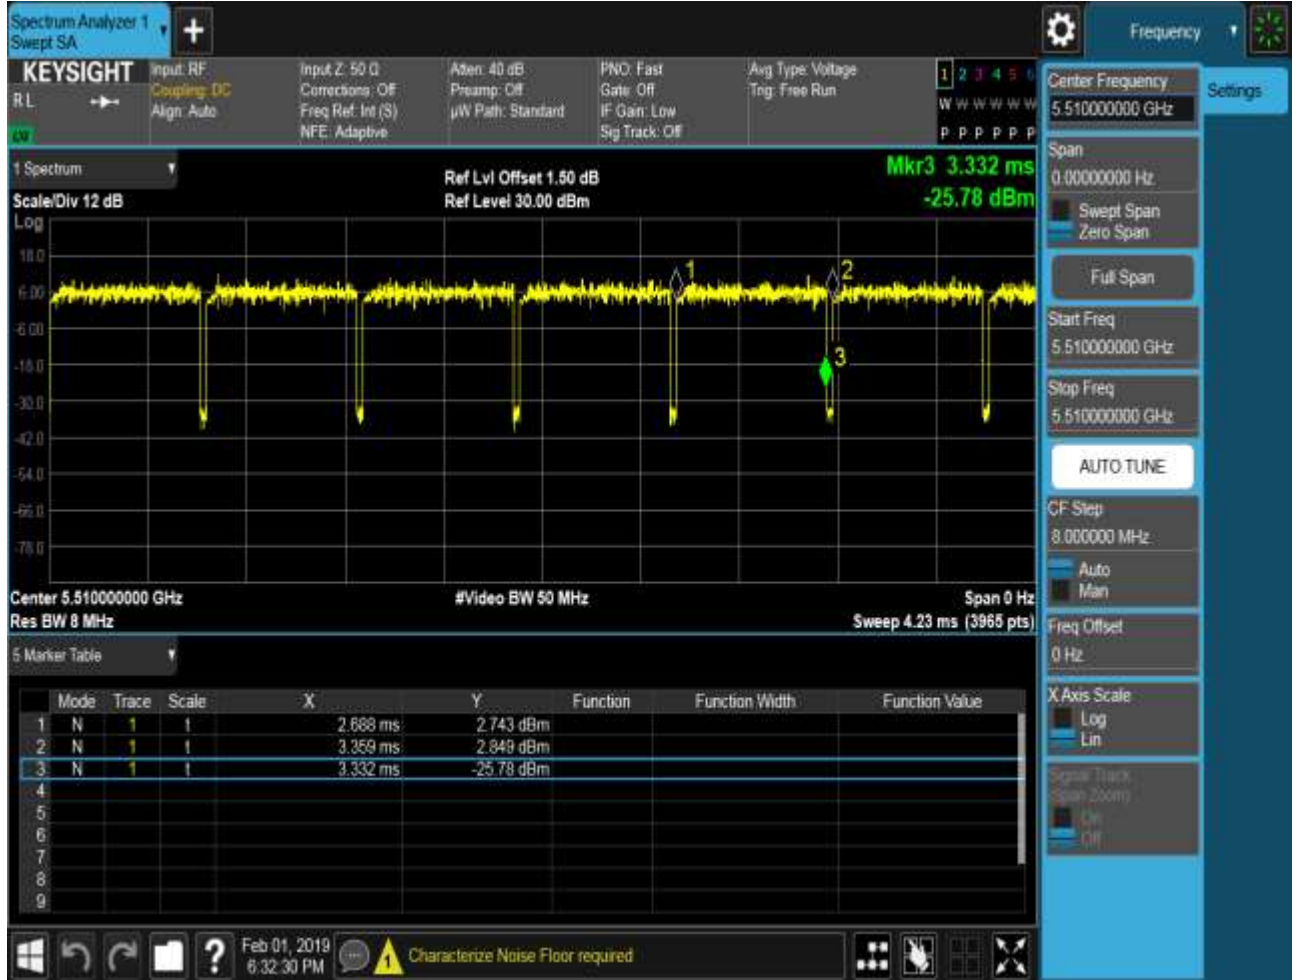 Spectrum Analyzer 1
Swept SA
+
Frequency
KEYSIGHT
RL
Input: RF
Coupling: DC
Align: Auto
Input Z: 50 Ω
Corrections: Off
Freq Ref: Int (S)
NFE: Adaptive
Atten: 40 dB
Preamp: Off
µW Path: Standard
PNO: Fast
Gate: Off
IF Gain: Low
Sig Track: Off
Avg Type: Voltage
Trig: Free Run
1 2 3 4 5 6
W W W W W W
P P P P P P
1 Spectrum
Scale/Div 12 dB
Ref Lvl Offset 1.50 dB
Ref Level 30.00 dBm
Mkr3 3.332 ms
-25.78 dBm
Log
18.0
6.00
-6.00
-18.0
-30.0
-42.0
-54.0
-66.0
-78.0
1
2
3
Center 5.510000000 GHz
Res BW 8 MHz
#Video BW 50 MHz
Span 0 Hz
Sweep 4.23 ms (3965 pts)
5 Marker Table
Mode Trace Scale X Y Function Function Width Function Value
1 N 1 t 2.688 ms 2.743 dBm
2 N 1 t 3.359 ms 2.849 dBm
3 N 1 t 3.332 ms -25.78 dBm
4
5
6
7
8
9
Settings
Center Frequency
5.510000000 GHz
Span
0.00000000 Hz
Swept Span
Zero Span
Full Span
Start Freq
5.510000000 GHz
Stop Freq
5.510000000 GHz
AUTO TUNE
CF Step
8.000000 MHz
Auto
Man
Freq Offset
0 Hz
X Axis Scale
Log
Lin
Signal Track
(Span Zoom)
On
Off
?
Feb 01, 2019
6:32:30 PM
1
Characterize Noise Floor required